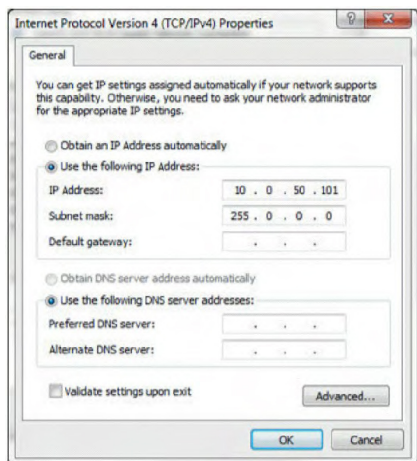 Internet Protocol Version 4 (TCP/IPv4) Properties
General
You can get IP settings assigned automatically if your network supports
this capability. Otherwise, you need to ask your network administrator
for the appropriate IP settings.
Obtain an IP Address automatically
Use the following IP Address:
IP Address: 10 . 0 . 50 . 101
Subnet mask: 255 . 0 . 0 . 0
Default gateway: . . .
Obtain DNS server address automatically
Use the following DNS server addresses:
Preferred DNS server: . . .
Alternate DNS server: . . .
Validate settings upon exit
Advanced...
OK Cancel